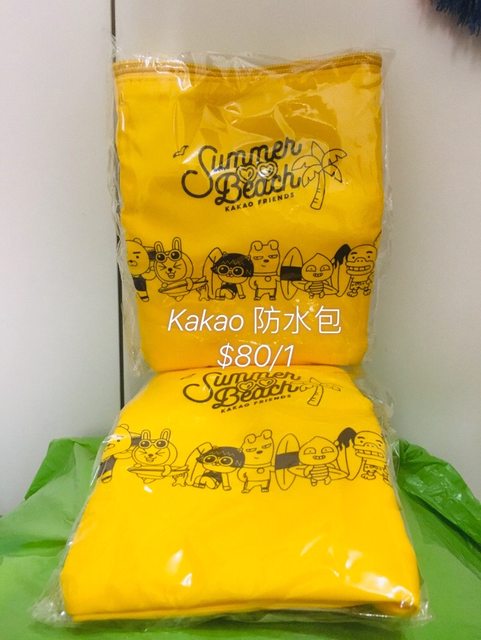 Summer
Beach
KAKAO FRIENDS
Kakao 防水包
$80/1
Summer
Beach
KAKAO FRIENDS